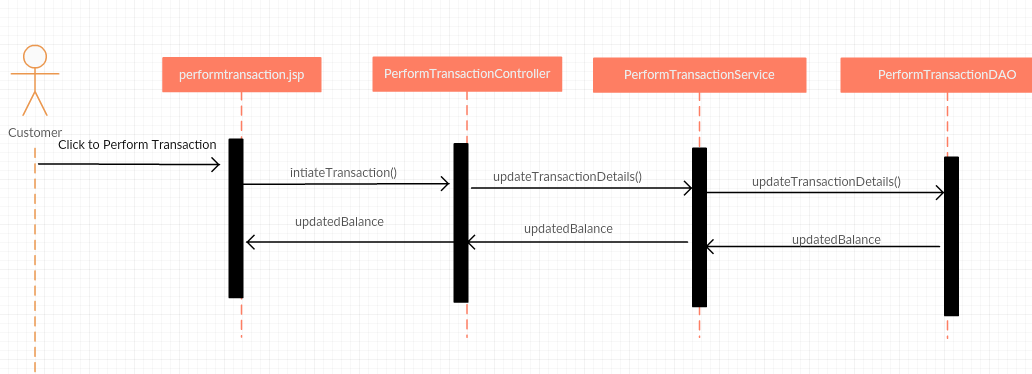 performtransaction.jsp
PerformTransactionController
PerformTransactionService
PerformTransactionDAO
Customer
Click to Perform Transaction
intiateTransaction()
updateTransactionDetails()
updateTransactionDetails()
updatedBalance
updatedBalance
updatedBalance